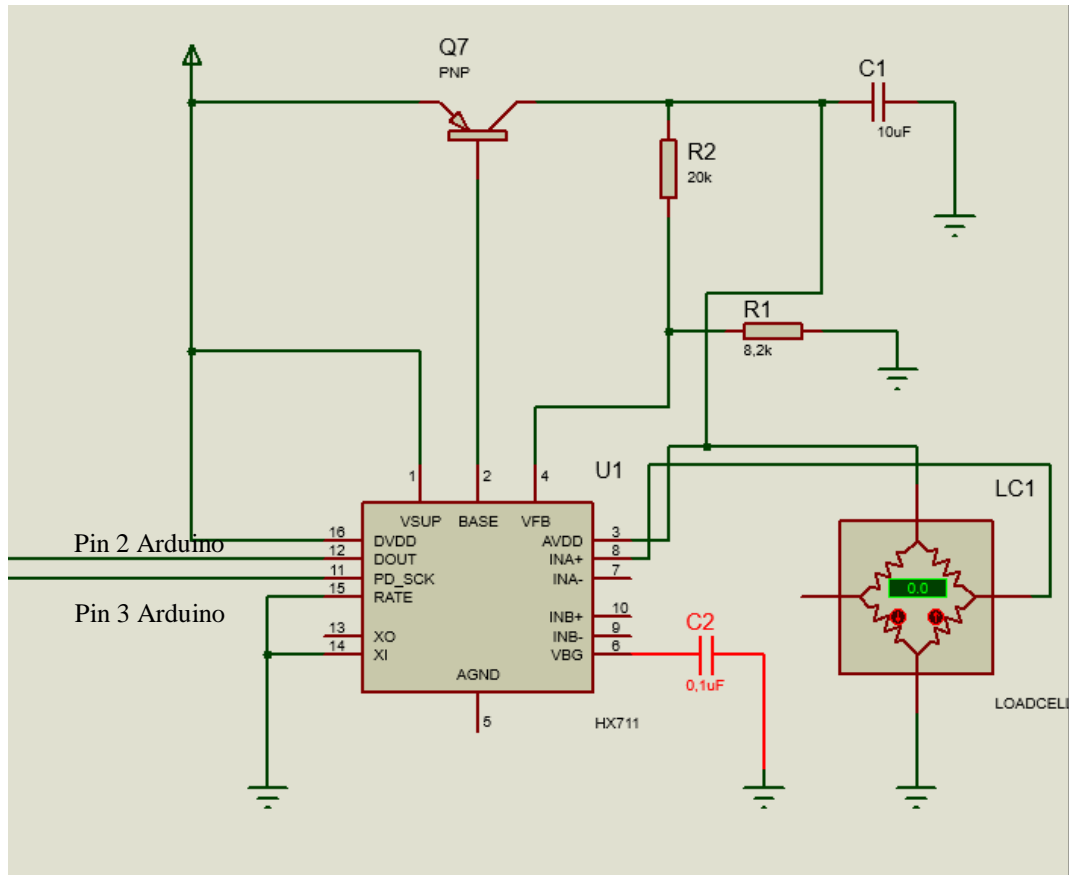 Q7
PNP
C1
10uF
R2
20k
R1
8,2k
U1
1
2
4
VSUP BASE VFB
LC1
Pin 2 Arduino
16 DVDD
12 DOUT
11 PD_SCK
15 RATE
Pin 3 Arduino
13 XO
14 XI
AVDD 3
INA+ 8
INA- 7
INB+ 10
INB- 9
VBG 6
AGND
5
HX711
C2
0,1uF
0.0
LOADCELL